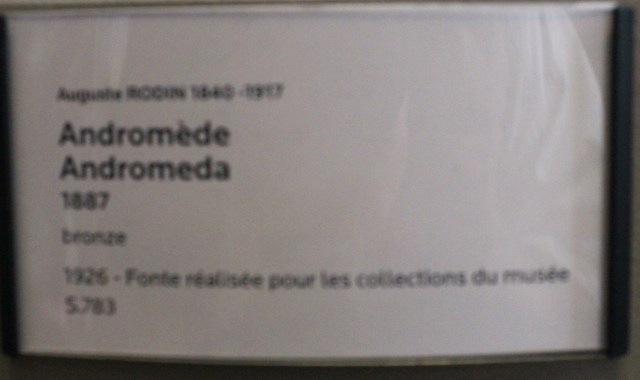 Auguste RODIN 1840 -1917
Andromède
Andromeda
1887
bronze
1926 - Fonte réalisée pour les collections du musée
S.783